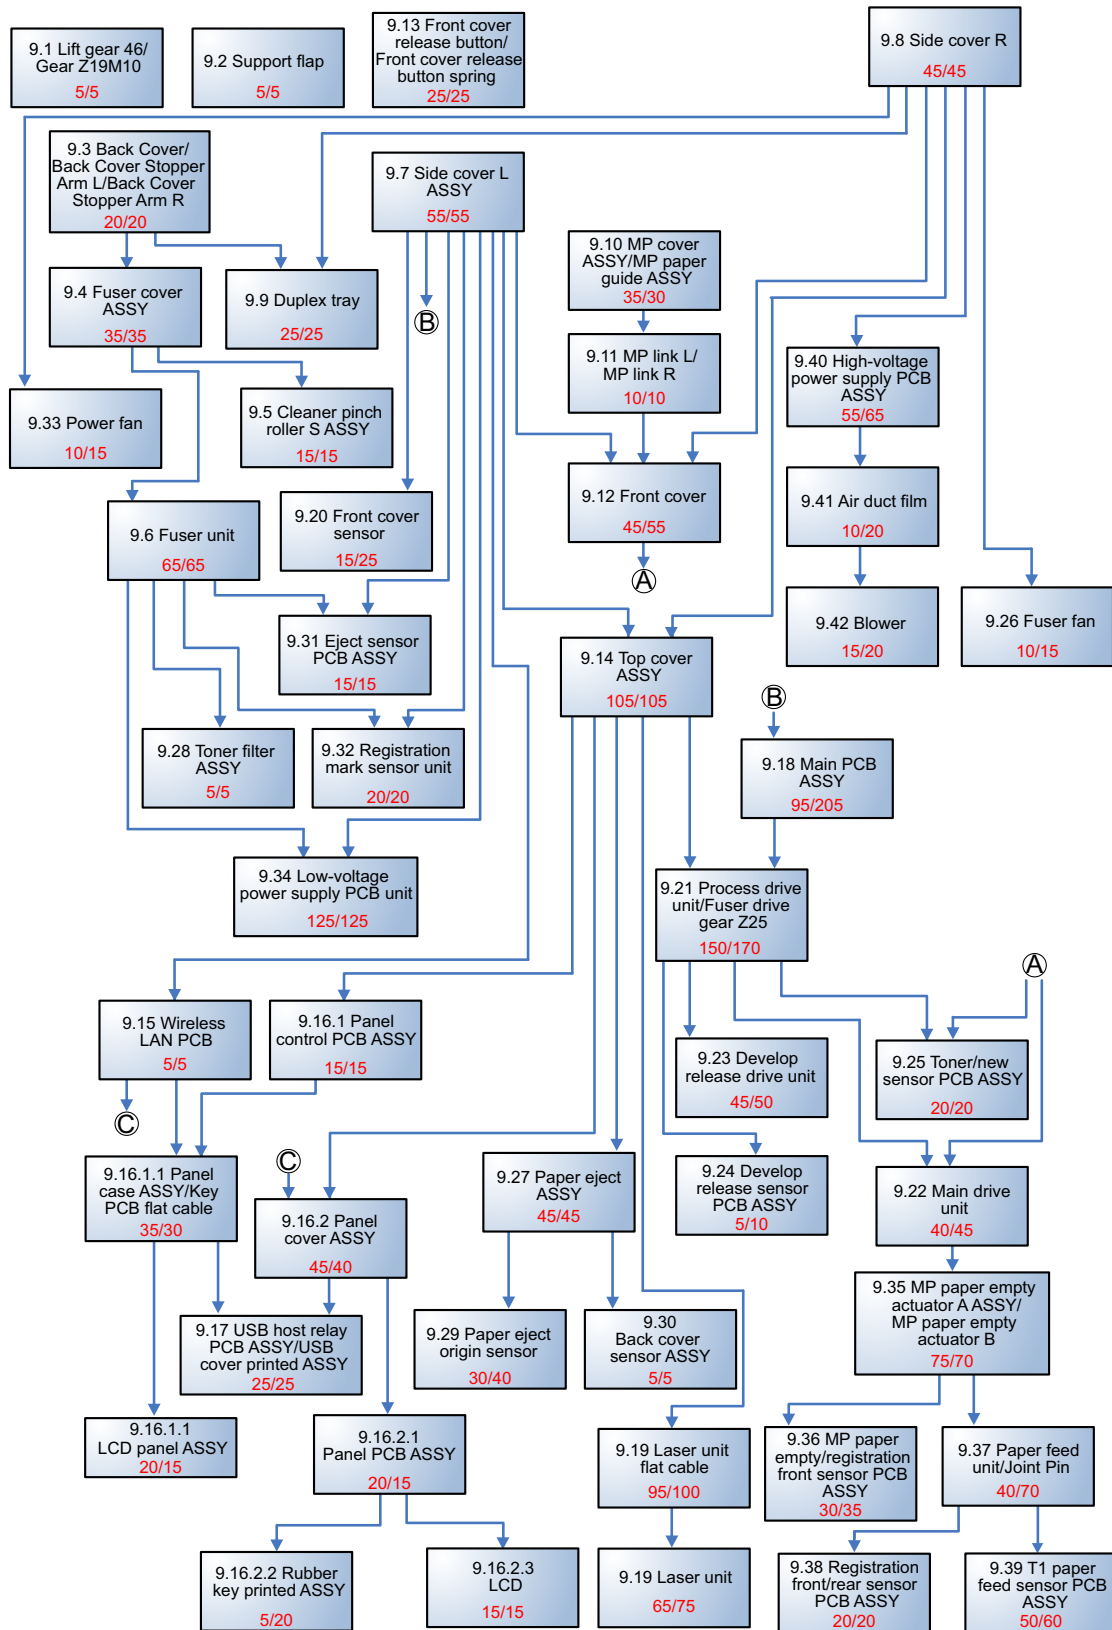 9.1 Lift gear 46/
Gear Z19M10
5/5
9.2 Support flap
5/5
9.13 Front cover
release button/
Front cover release
button spring
25/25
9.8 Side cover R
45/45
9.3 Back Cover/
Back Cover Stopper
Arm L/Back Cover
Stopper Arm R
20/20
9.7 Side cover L
ASSY
55/55
9.10 MP cover
ASSY/MP paper
guide ASSY
35/30
9.4 Fuser cover
ASSY
35/35
9.9 Duplex tray
25/25
B
9.11 MP link L/
MP link R
10/10
9.40 High-voltage
power supply PCB
ASSY
55/65
9.33 Power fan
10/15
9.5 Cleaner pinch
roller S ASSY
15/15
9.12 Front cover
45/55
A
9.41 Air duct film
10/20
9.6 Fuser unit
65/65
9.20 Front cover
sensor
15/25
9.42 Blower
15/20
9.26 Fuser fan
10/15
9.31 Eject sensor
PCB ASSY
15/15
9.14 Top cover
ASSY
105/105
B
9.28 Toner filter
ASSY
5/5
9.32 Registration
mark sensor unit
20/20
9.18 Main PCB
ASSY
95/205
9.34 Low-voltage
power supply PCB unit
125/125
9.21 Process drive
unit/Fuser drive
gear Z25
150/170
A
9.15 Wireless
LAN PCB
5/5
9.16.1 Panel
control PCB ASSY
15/15
9.23 Develop
release drive unit
45/50
9.25 Toner/new
sensor PCB ASSY
20/20
C
9.16.1.1 Panel
case ASSY/Key
PCB flat cable
35/30
C
9.16.2 Panel
cover ASSY
45/40
9.27 Paper eject
ASSY
45/45
9.24 Develop
release sensor
PCB ASSY
5/10
9.22 Main drive
unit
40/45
9.17 USB host relay
PCB ASSY/USB
cover printed ASSY
25/25
9.29 Paper eject
origin sensor
30/40
9.30
Back cover
sensor ASSY
5/5
9.35 MP paper empty
actuator A ASSY/
MP paper empty
actuator B
75/70
9.16.1.1
LCD panel ASSY
20/15
9.16.2.1
Panel PCB ASSY
20/15
9.19 Laser unit
flat cable
95/100
9.36 MP paper
empty/registration
front sensor PCB
ASSY
30/35
9.37 Paper feed
unit/Joint Pin
40/70
9.16.2.2 Rubber
key printed ASSY
5/20
9.16.2.3
LCD
15/15
9.19 Laser unit
65/75
9.38 Registration
front/rear sensor
PCB ASSY
20/20
9.39 T1 paper
feed sensor PCB
ASSY
50/60